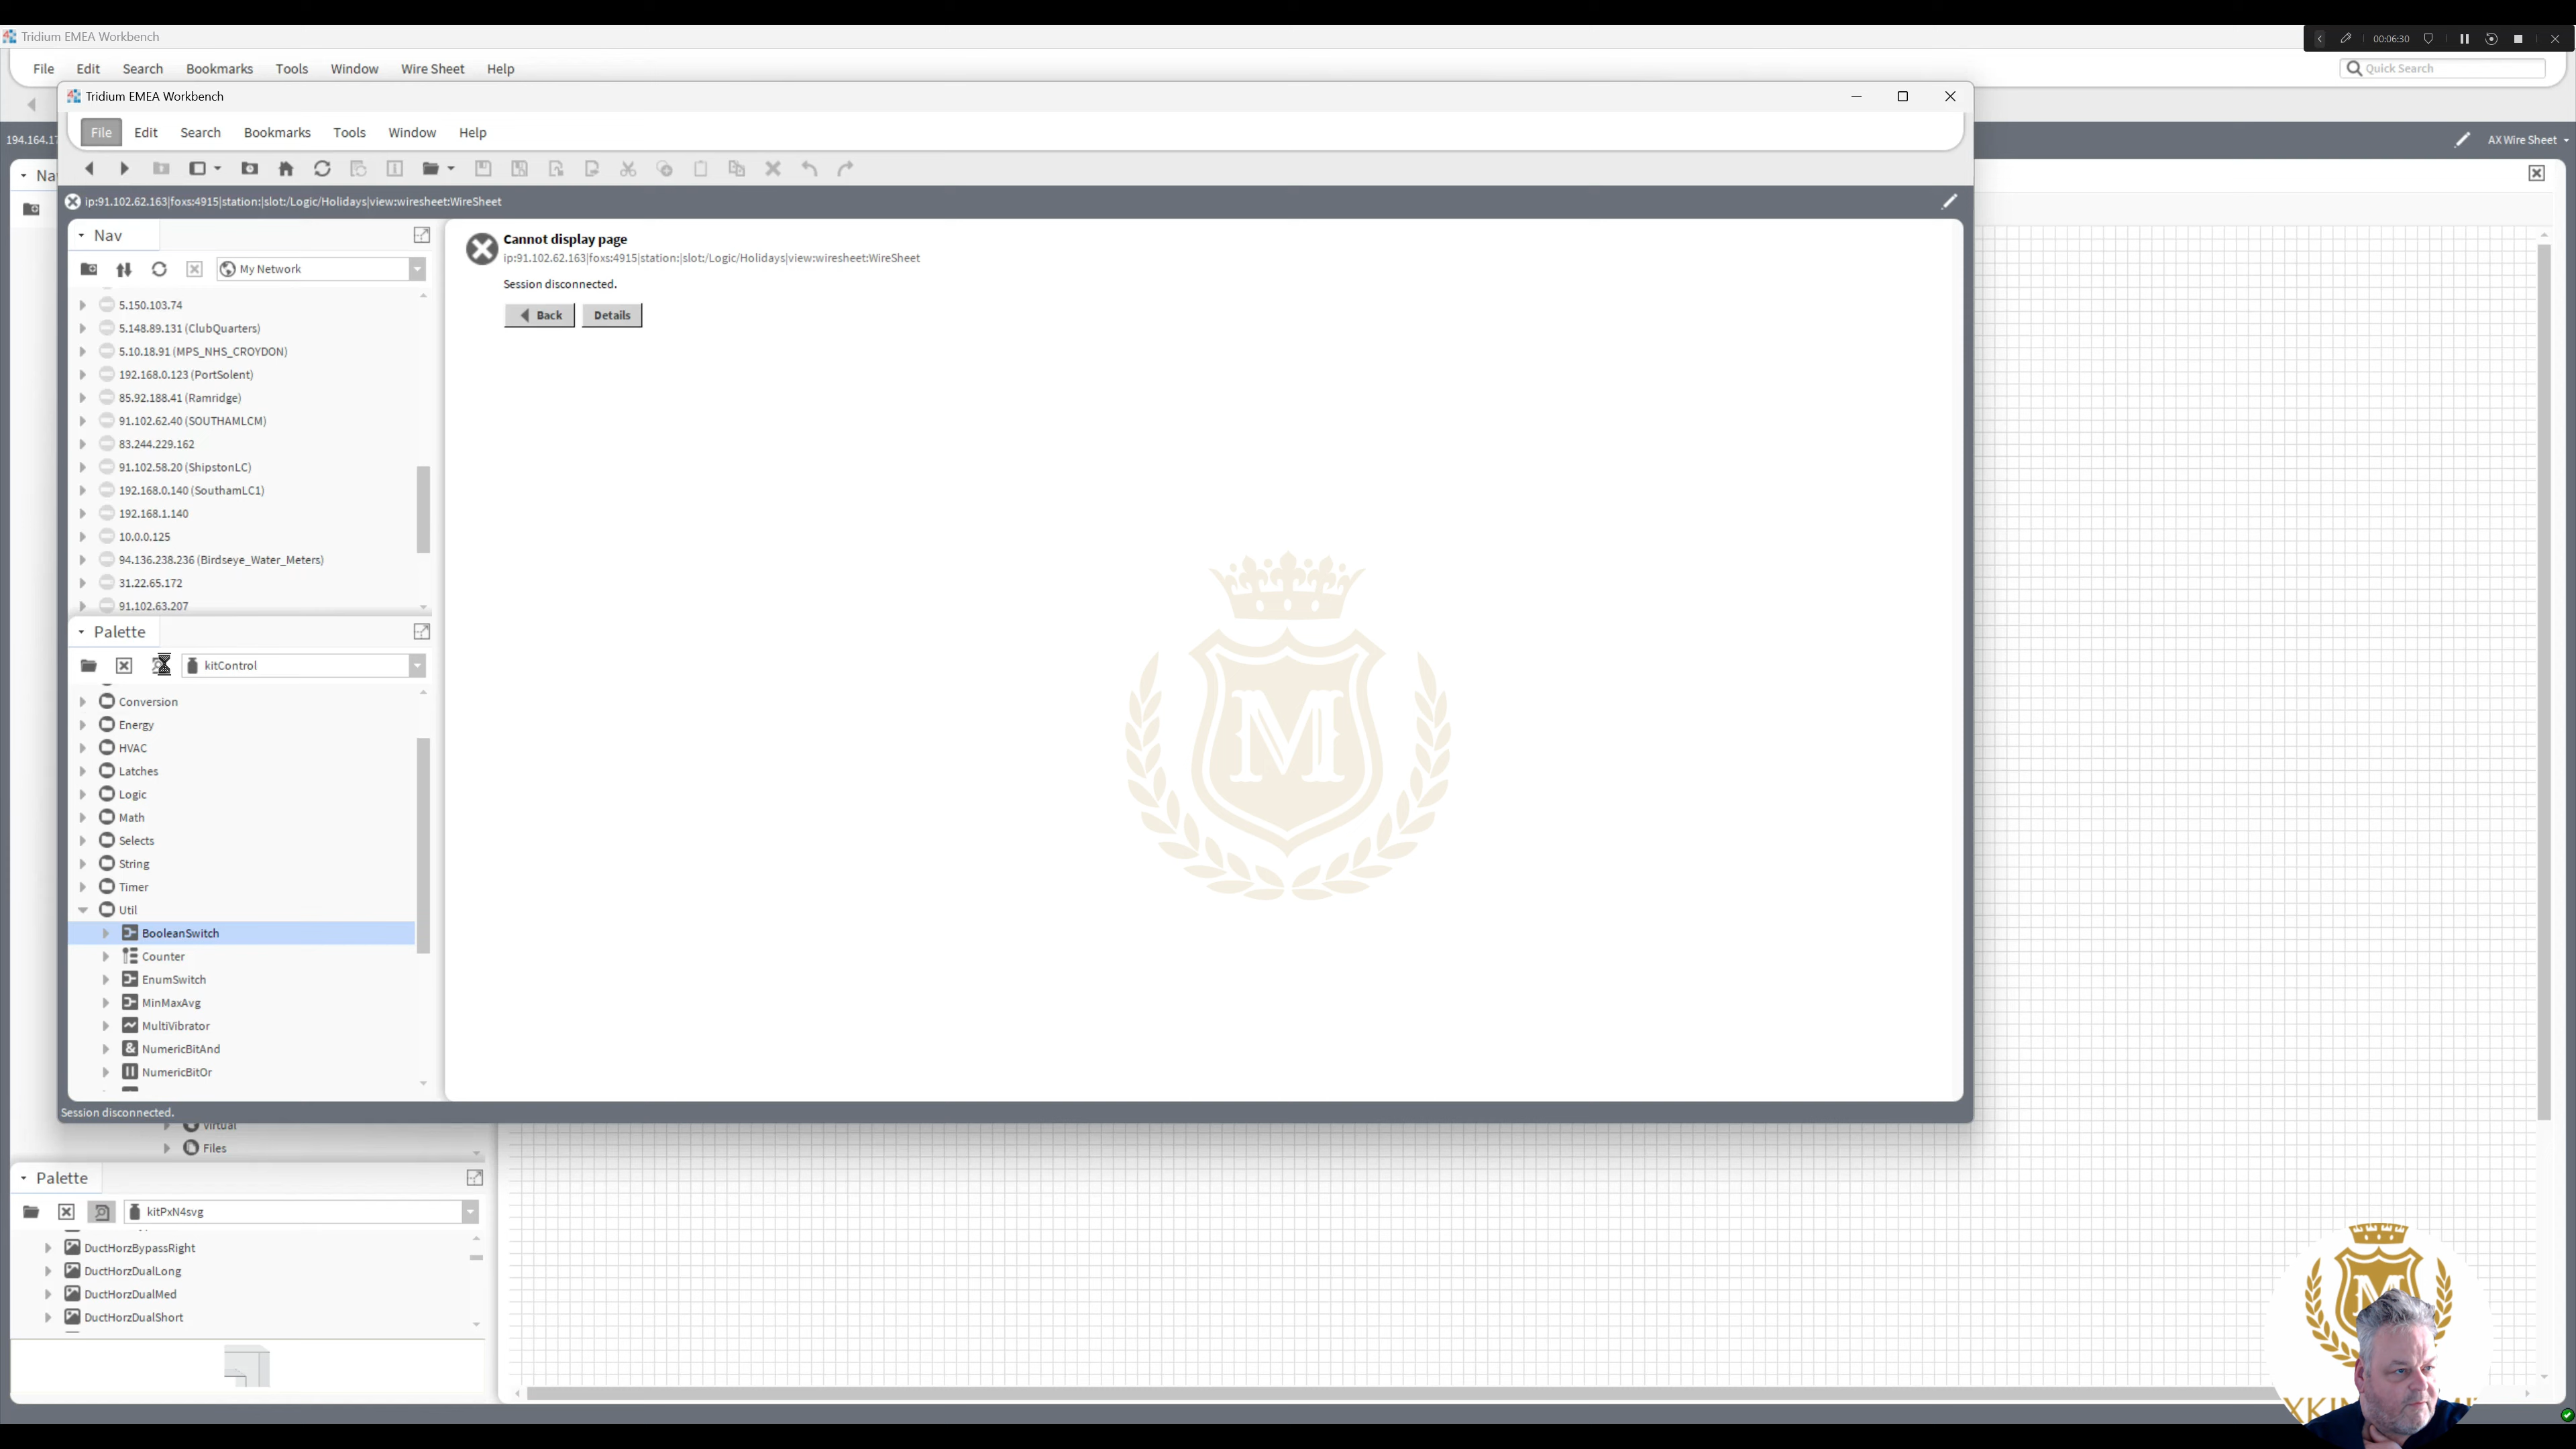 Tridium EMEA Workbench
00:06:30
File Edit Search Bookmarks Tools Window Wire Sheet Help
Quick Search
Tridium EMEA Workbench
File Edit Search Bookmarks Tools Window Help
194.164.17
AX Wire Sheet
ip:91.102.62.163|foxs:4915|station:|slot:/Logic/Holidays|view:wiresheet:WireSheet
Nav
My Network
5.150.103.74
5.148.89.131 (ClubQuarters)
5.10.18.91 (MPS_NHS_CROYDON)
192.168.0.123 (PortSolent)
85.92.188.41 (Ramridge)
91.102.62.40 (SOUTHAMLCM)
83.244.229.162
91.102.58.20 (ShipstonLC)
192.168.0.140 (SouthamLC1)
192.168.1.140
10.0.0.125
94.136.238.236 (Birdseye_Water_Meters)
31.22.65.172
91.102.63.207
Palette
kitControl
Conversion
Energy
HVAC
Latches
Logic
Math
Selects
String
Timer
Util
BooleanSwitch
Counter
EnumSwitch
MinMaxAvg
MultiVibrator
NumericBitAnd
NumericBitOr
Cannot display page
ip:91.102.62.163|foxs:4915|station:|slot:/Logic/Holidays|view:wiresheet:WireSheet
Session disconnected.
Back Details
M
Session disconnected.
Na
Virtual
Files
Palette
kitPxN4svg
DuctHorzBypassRight
DuctHorzDualLong
DuctHorzDualMed
DuctHorzDualShort